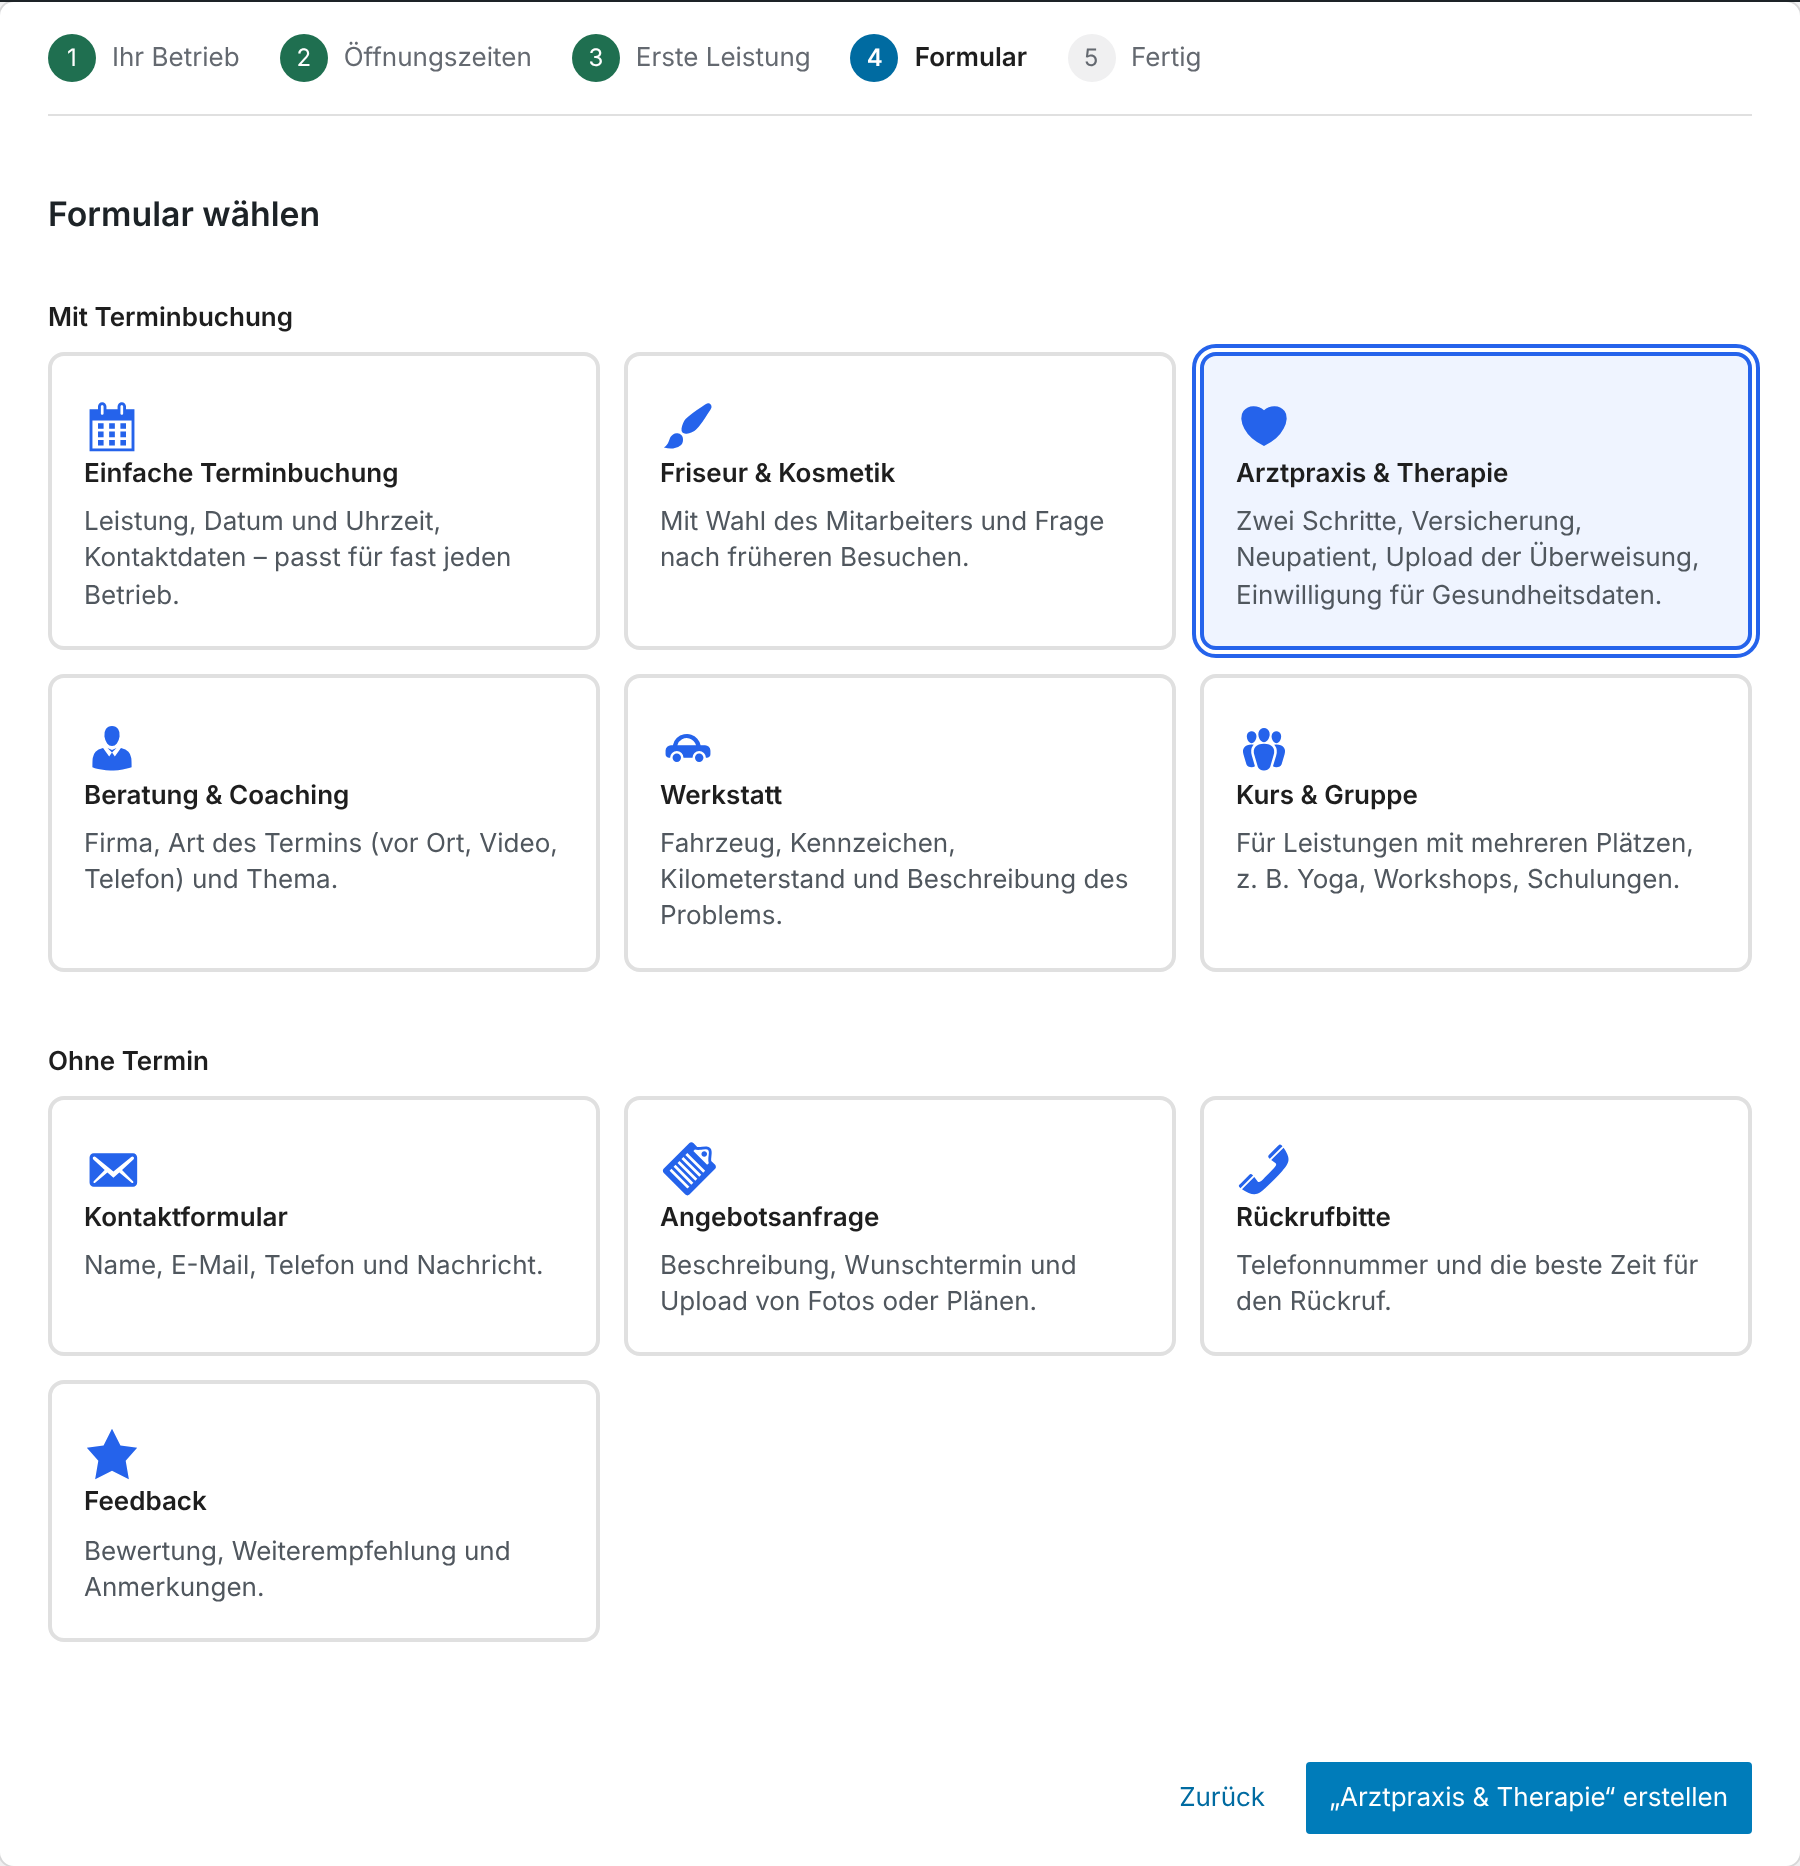 1 Ihr Betrieb 2 Öffnungszeiten 3 Erste Leistung 4 Formular 5 Fertig
Formular wählen
Mit Terminbuchung
Einfache Terminbuchung
Leistung, Datum und Uhrzeit,
Kontaktdaten – passt für fast jeden
Betrieb.
Friseur & Kosmetik
Mit Wahl des Mitarbeiters und Frage
nach früheren Besuchen.
Arztpraxis & Therapie
Zwei Schritte, Versicherung,
Neupatient, Upload der Überweisung,
Einwilligung für Gesundheitsdaten.
Beratung & Coaching
Firma, Art des Termins (vor Ort, Video,
Telefon) und Thema.
Werkstatt
Fahrzeug, Kennzeichen,
Kilometerstand und Beschreibung des
Problems.
Kurs & Gruppe
Für Leistungen mit mehreren Plätzen,
z. B. Yoga, Workshops, Schulungen.
Ohne Termin
Kontaktformular
Name, E-Mail, Telefon und Nachricht.
Angebotsanfrage
Beschreibung, Wunschtermin und
Upload von Fotos oder Plänen.
Rückrufbitte
Telefonnummer und die beste Zeit für
den Rückruf.
Feedback
Bewertung, Weiterempfehlung und
Anmerkungen.
Zurück
„Arztpraxis & Therapie“ erstellen